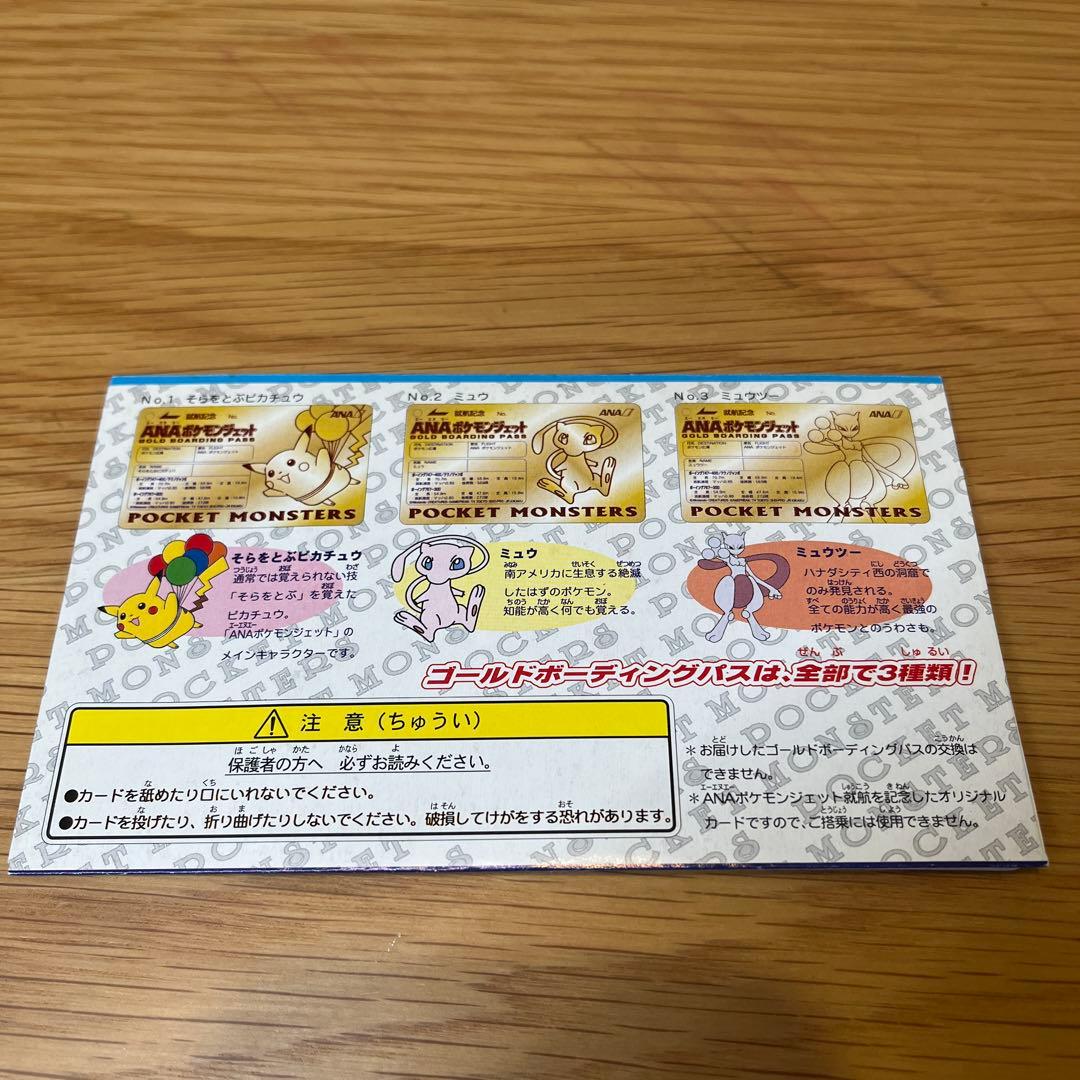 No.1 そらをとぶピカチュウ
No.2 ミュウ
No.3 ミュウツー
就航記念 No. ANA
ANAポケモンジェット
GOLD BOARDING PASS
POCKET MONSTERS
就航記念 No. ANA
ANAポケモンジェット
GOLD BOARDING PASS
POCKET MONSTERS
就航記念 No. ANA
ANAポケモンジェット
GOLD BOARDING PASS
POCKET MONSTERS
そらをとぶピカチュウ
通常では覚えられない技
「そらをとぶ」を覚えた
ピカチュウ。
「ANAポケモンジェット」の
メインキャラクターです。
ミュウ
南アメリカに生息する絶滅
したはずのポケモン。
知能が高く何でも覚える。
ミュウツー
ハナダシティ西の洞窟で
のみ発見される。
全ての能力が高く最強の
ポケモンとのうわさも。
ゴールドボーディングパスは、全部で3種類!
注 意(ちゅうい)
保護者の方へ 必ずお読みください。
●カードを舐めたり口にいれないでください。
●カードを投げたり、折り曲げたりしないでください。破損してけがをする恐れがあります。
*お届けしたゴールドボーディングパスの交換は
できません。
*ANAポケモンジェット就航を記念したオリジナル
カードですので、ご搭乗には使用できません。